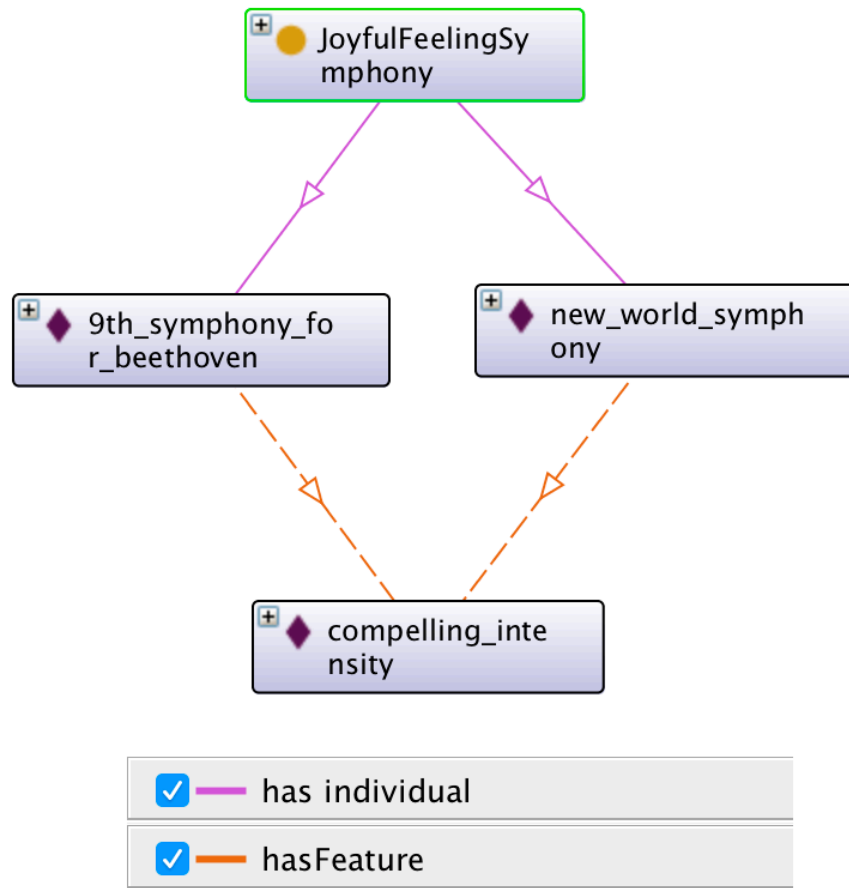 JoyfulFeelingSy
mphony
9th_symphony_fo
r_beethoven
new_world_symph
ony
compelling_inte
nsity
has individual
hasFeature